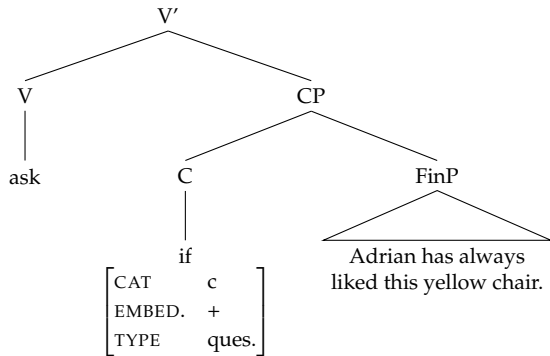 V'
V CP
ask C FinP
if Adrian has always
liked this yellow chair.
CAT c
EMBED. +
TYPE ques.